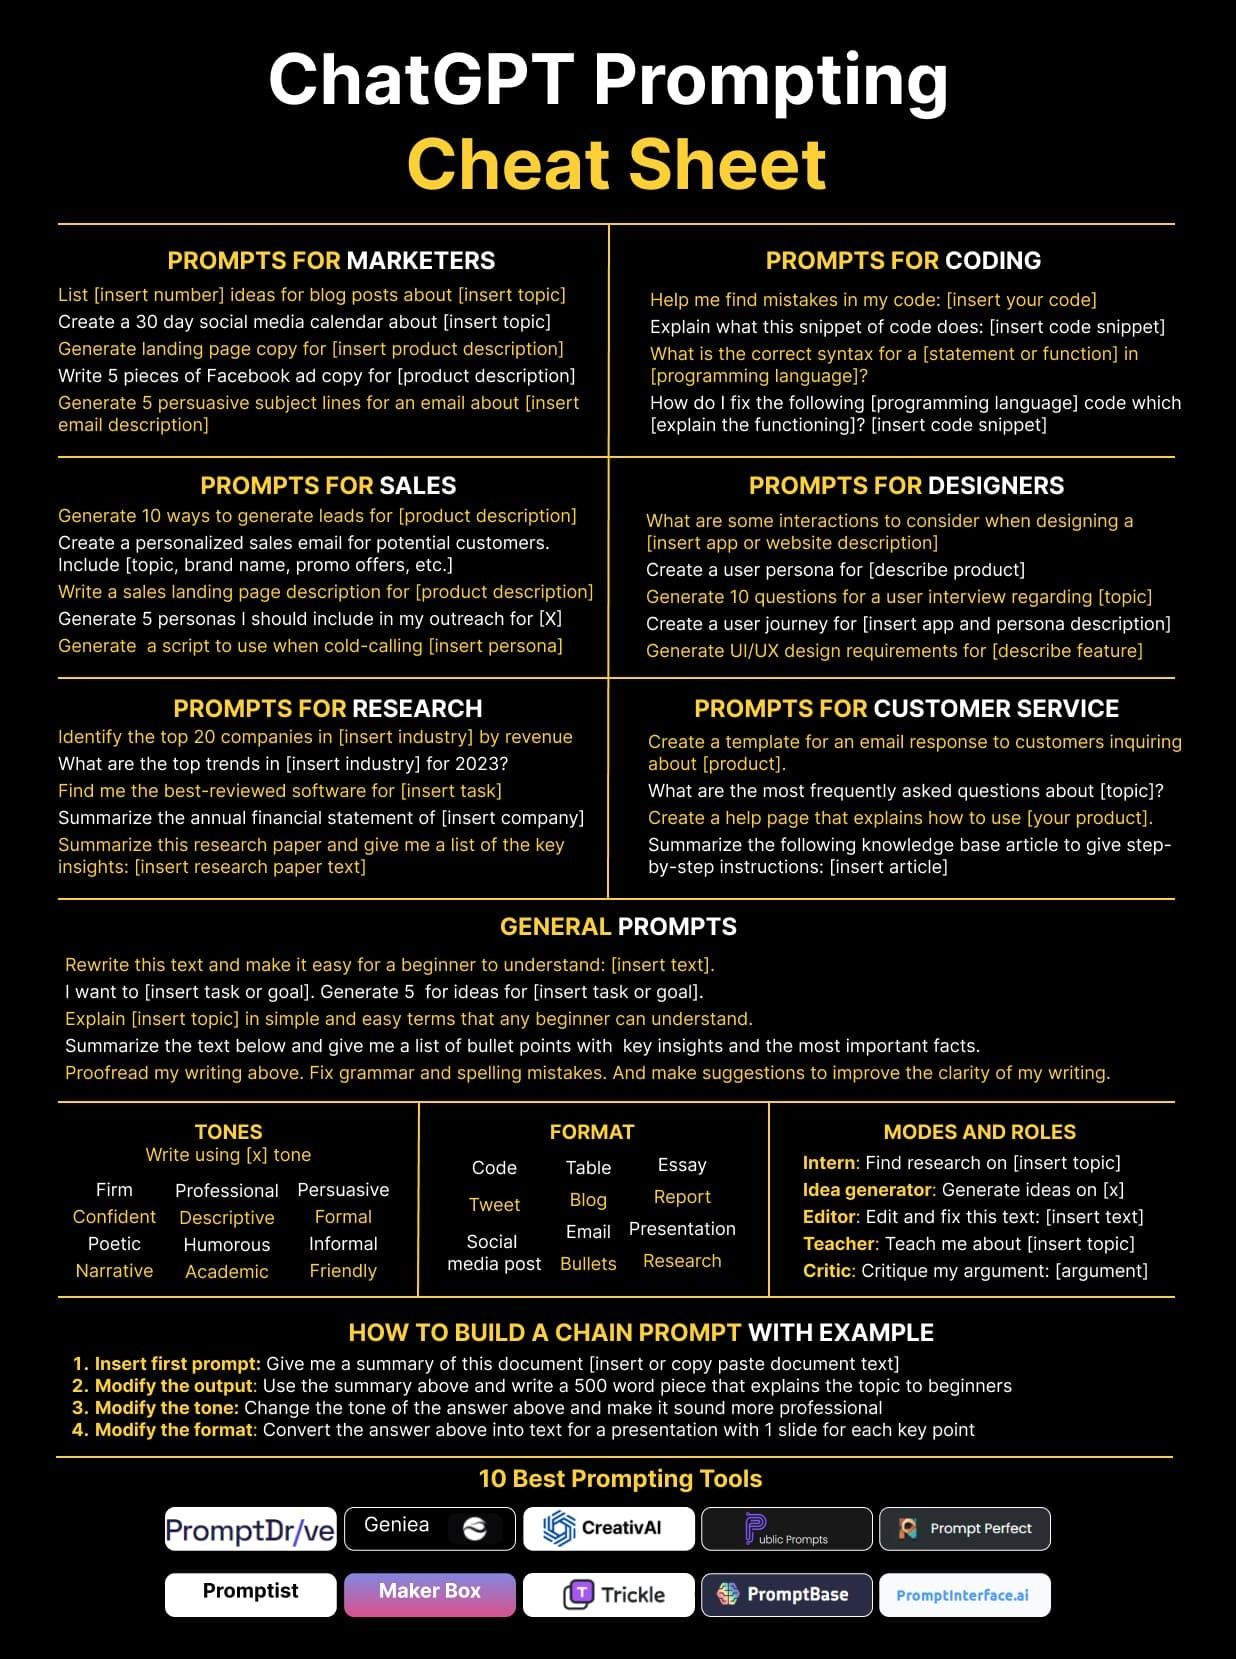 ChatGPT Prompting
Cheat Sheet
PROMPTS FOR MARKETERS
List [insert number] ideas for blog posts about [insert topic]
Create a 30 day social media calendar about [insert topic]
Generate landing page copy for [insert product description]
Write 5 pieces of Facebook ad copy for [product description]
Generate 5 persuasive subject lines for an email about [insert
email description]
PROMPTS FOR CODING
Help me find mistakes in my code: [insert your code]
Explain what this snippet of code does: [insert code snippet]
What is the correct syntax for a [statement or function] in
[programming language]?
How do I fix the following [programming language] code which
[explain the functioning]? [insert code snippet]
PROMPTS FOR SALES
Generate 10 ways to generate leads for [product description]
Create a personalized sales email for potential customers.
Include [topic, brand name, promo offers, etc.]
Write a sales landing page description for [product description]
Generate 5 personas I should include in my outreach for [X]
Generate  a script to use when cold-calling [insert persona]
PROMPTS FOR DESIGNERS
What are some interactions to consider when designing a
[insert app or website description]
Create a user persona for [describe product]
Generate 10 questions for a user interview regarding [topic]
Create a user journey for [insert app and persona description]
Generate UI/UX design requirements for [describe feature]
PROMPTS FOR RESEARCH
Identify the top 20 companies in [insert industry] by revenue
What are the top trends in [insert industry] for 2023?
Find me the best-reviewed software for [insert task]
Summarize the annual financial statement of [insert company]
Summarize this research paper and give me a list of the key
insights: [insert research paper text]
PROMPTS FOR CUSTOMER SERVICE
Create a template for an email response to customers inquiring
about [product].
What are the most frequently asked questions about [topic]?
Create a help page that explains how to use [your product].
Summarize the following knowledge base article to give step-
by-step instructions: [insert article]
GENERAL PROMPTS
Rewrite this text and make it easy for a beginner to understand: [insert text].
I want to [insert task or goal]. Generate 5  for ideas for [insert task or goal].
Explain [insert topic] in simple and easy terms that any beginner can understand.
Summarize the text below and give me a list of bullet points with  key insights and the most important facts.
Proofread my writing above. Fix grammar and spelling mistakes. And make suggestions to improve the clarity of my writing.
TONES
Write using [x] tone
Firm Professional Persuasive
Confident Descriptive Formal
Poetic Humorous Informal
Narrative Academic Friendly
FORMAT
Code Table Essay
Tweet Blog Report
Social
media post Email Presentation
Bullets Research
MODES AND ROLES
Intern: Find research on [insert topic]
Idea generator: Generate ideas on [x]
Editor: Edit and fix this text: [insert text]
Teacher: Teach me about [insert topic]
Critic: Critique my argument: [argument]
HOW TO BUILD A CHAIN PROMPT WITH EXAMPLE
1. Insert first prompt: Give me a summary of this document [insert or copy paste document text]
2. Modify the output: Use the summary above and write a 500 word piece that explains the topic to beginners
3. Modify the tone: Change the tone of the answer above and make it sound more professional
4. Modify the format: Convert the answer above into text for a presentation with 1 slide for each key point
10 Best Prompting Tools
PromptDr/ve Geniea CreativAI Public Prompts Prompt Perfect
Promptist Maker Box T Trickle PromptBase PromptInterface.ai